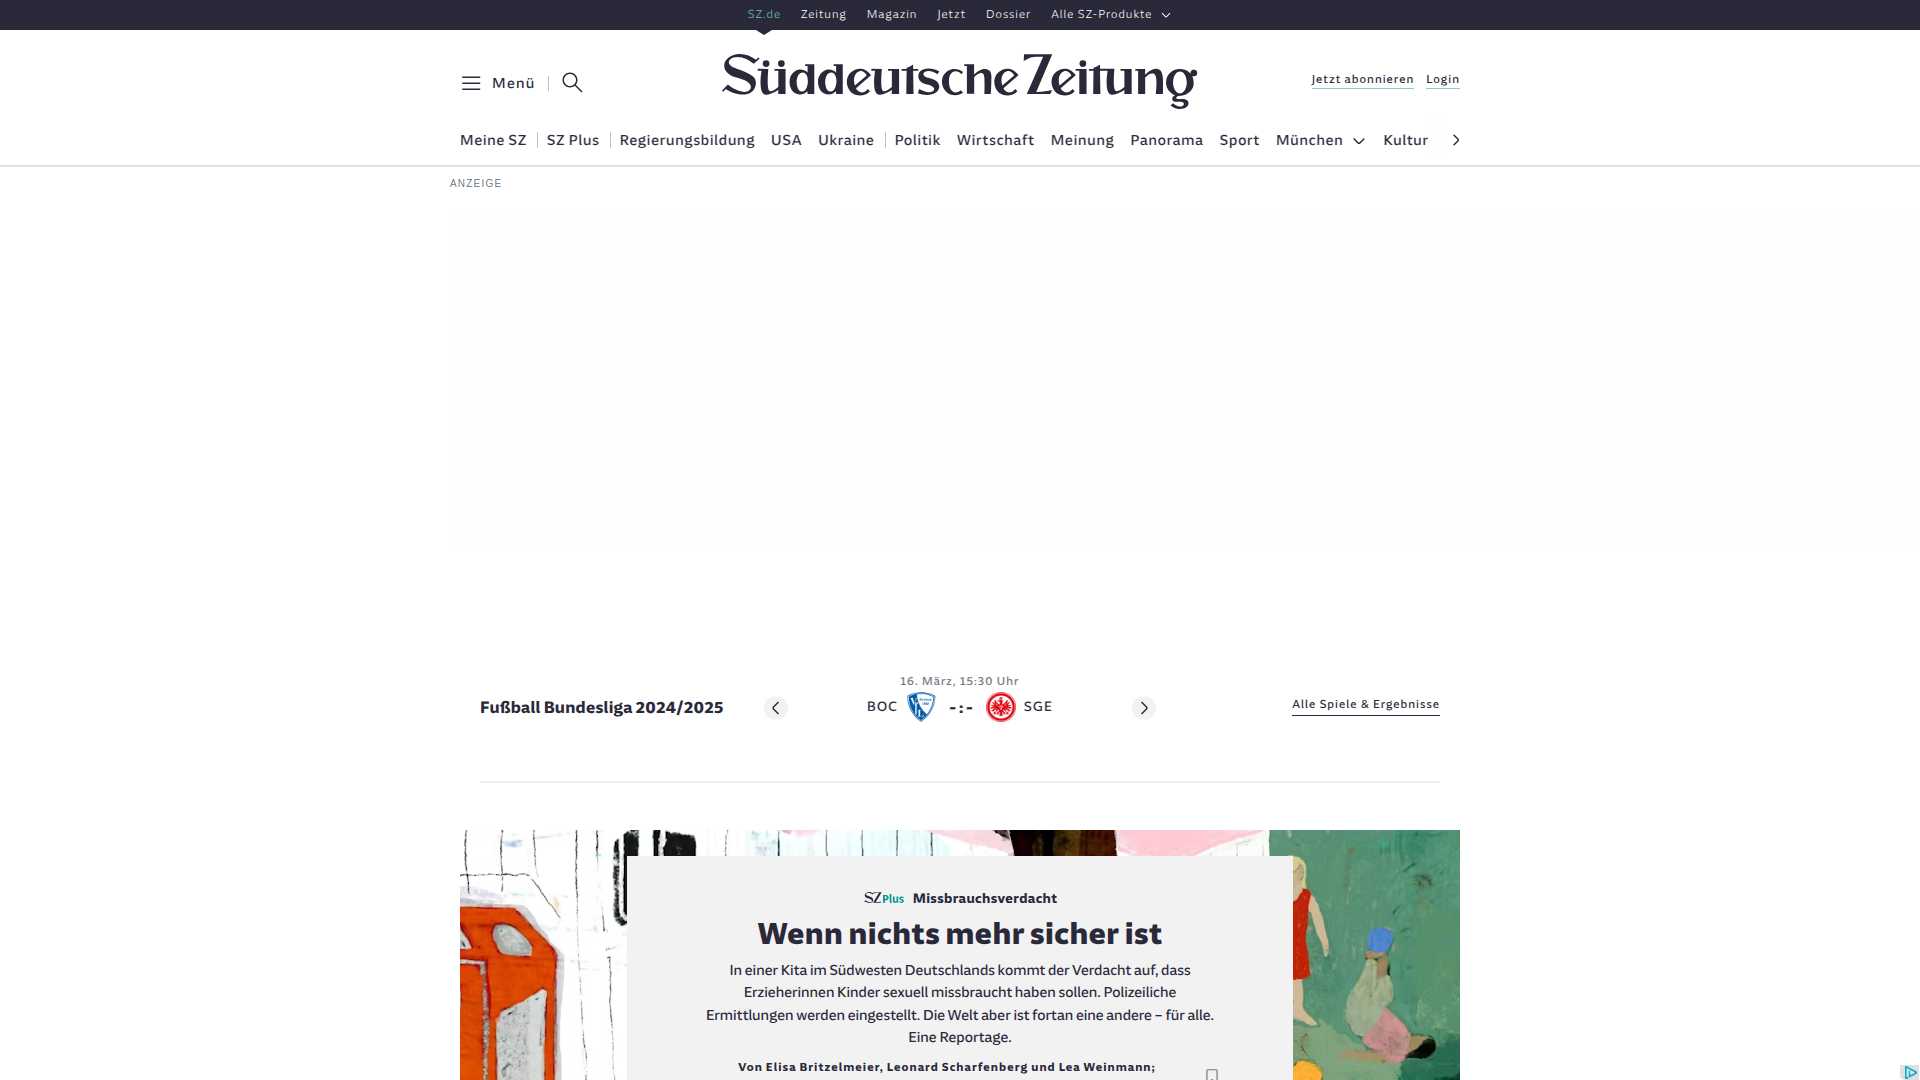 SZ.de Zeitung Magazin Jetzt Dossier Alle SZ-Produkte
Menü
Süddeutsche Zeitung
Jetzt abonnieren Login
Meine SZ SZ Plus Regierungsbildung USA Ukraine Politik Wirtschaft Meinung Panorama Sport München Kultur
ANZEIGE
16. März, 15:30 Uhr
Fußball Bundesliga 2024/2025
BOC -:- SGE
Alle Spiele & Ergebnisse
SZ Plus Missbrauchsverdacht
Wenn nichts mehr sicher ist
In einer Kita im Südwesten Deutschlands kommt der Verdacht auf, dass
Erzieherinnen Kinder sexuell missbraucht haben sollen. Polizeiliche
Ermittlungen werden eingestellt. Die Welt aber ist fortan eine andere – für alle.
Eine Reportage.
Von Elisa Britzelmeier, Leonard Scharfenberg und Lea Weinmann;